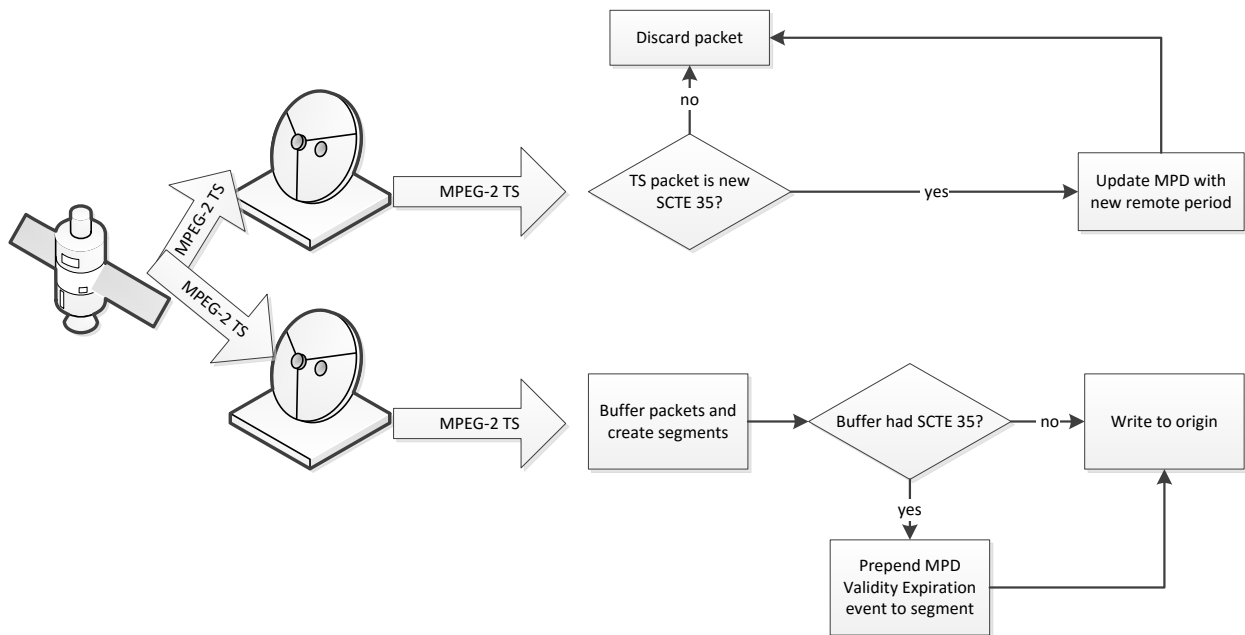 Discard packet
no
MPEG-2 TS
MPEG-2 TS
TS packet is new
SCTE 35?
yes
Update MPD with
new remote period
MPEG-2 TS
MPEG-2 TS
Buffer packets and
create segments
Buffer had SCTE 35?
no
Write to origin
yes
Prepend MPD
Validity Expiration
event to segment